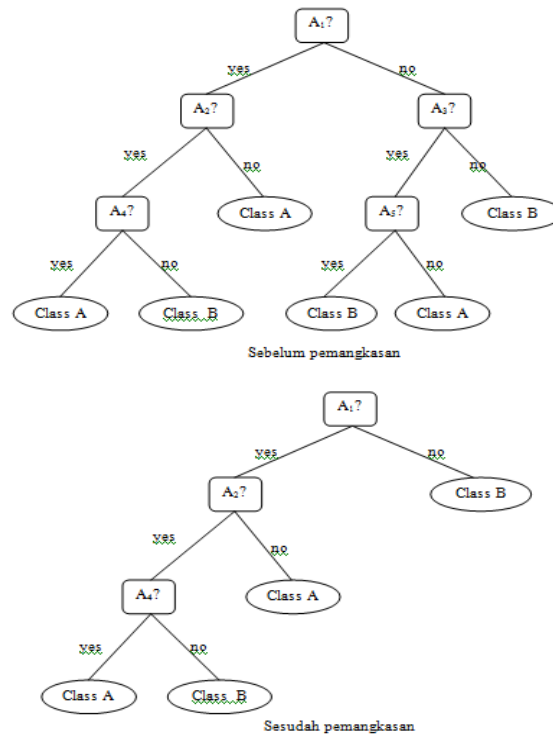 A₁?
yes no
A₂? A₃?
yes no yes no
A₄? Class A A₅? Class B
yes no yes no
Class A Class B Class B Class A
Sebelum pemangkasan
A₁?
yes no
A₂? Class B
yes no
A₄? Class A
yes no
Class A Class B
Sesudah pemangkasan